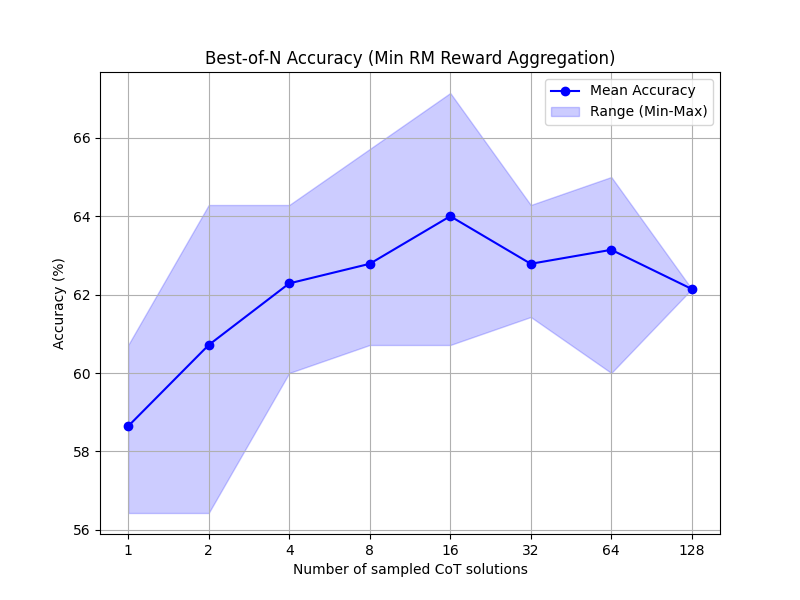 Best-of-N Accuracy (Min RM Reward Aggregation)
Mean Accuracy
Range (Min-Max)
Accuracy (%)
66
64
62
60
58
56
1 2 4 8 16 32 64 128
Number of sampled CoT solutions